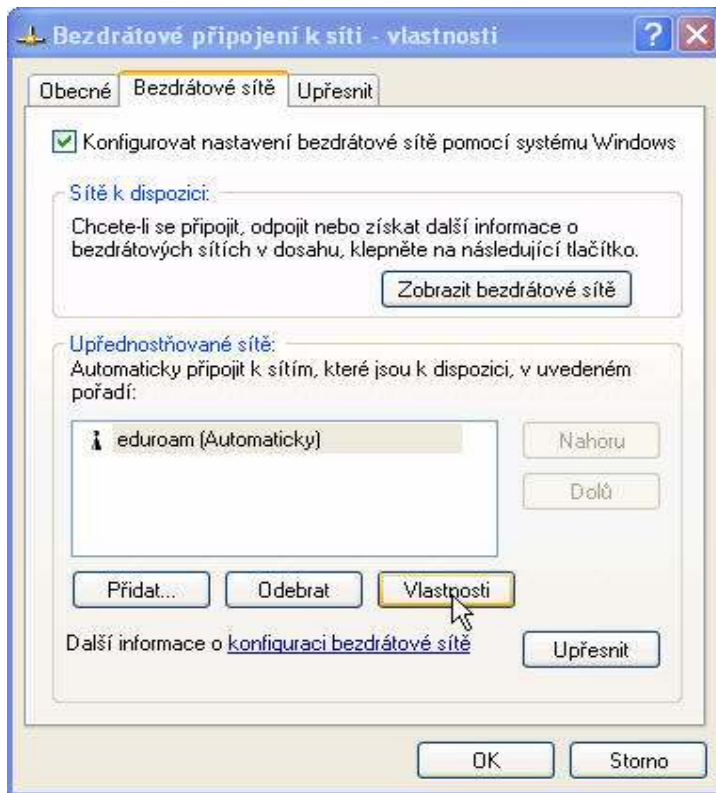 Bezdrátové připojení k síti - vlastnosti
Obecné
Bezdrátové sítě
Upřesnit
Konfigurovat nastavení bezdrátové sítě pomocí systému Windows
Sítě k dispozici:
Chcete-li se připojit, odpojit nebo získat další informace o
bezdrátových sítích v dosahu, klepněte na následující tlačítko.
Zobrazit bezdrátové sítě
Upřednostňované sítě:
Automaticky připojit k sítím, které jsou k dispozici, v uvedeném
pořadí:
eduroam (Automaticky)
Nahoru
Dolů
Přidat...
Odebrat
Vlastnosti
Další informace o konfiguraci bezdrátové sítě
Upřesnit
OK
Storno